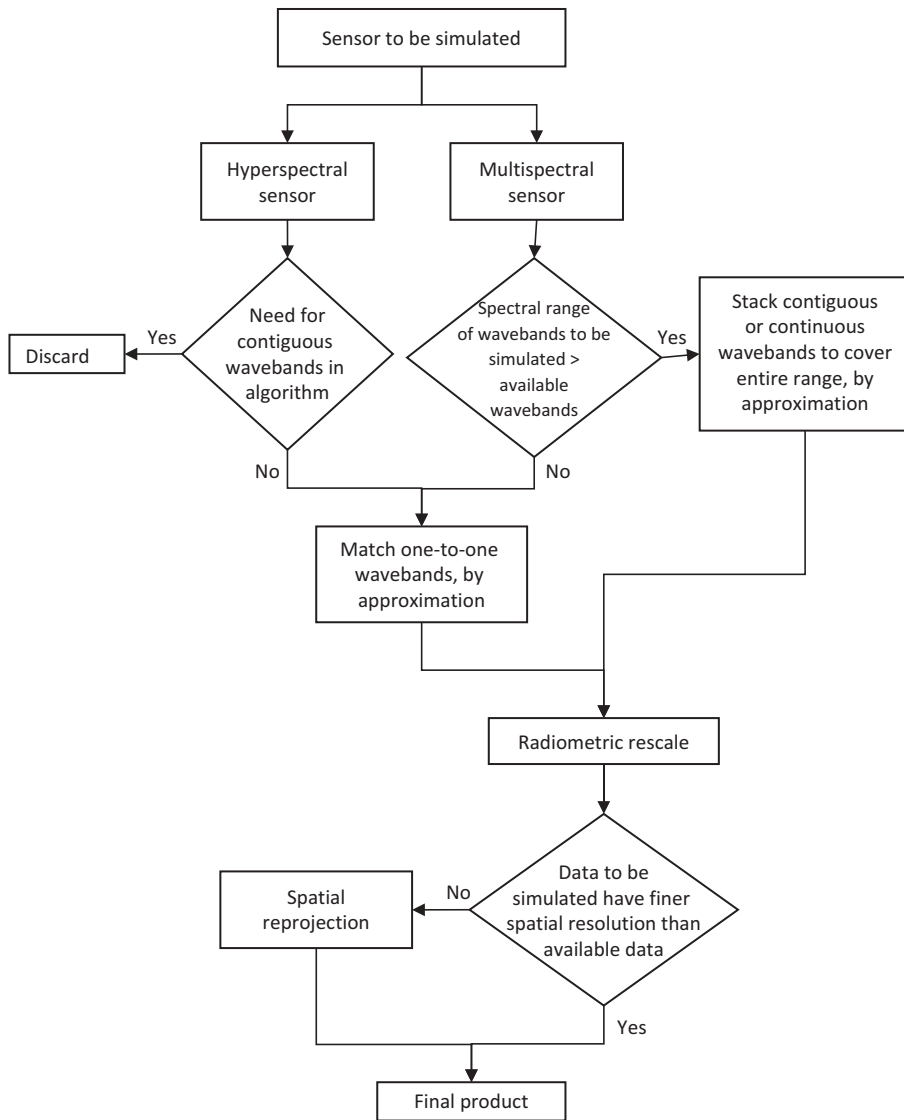 Sensor to be simulated
Hyperspectral
sensor
Multispectral
sensor
Need for
contiguous
wavebands in
algorithm
Yes
Discard
No
Spectral range
of wavebands to be
simulated >
available
wavebands
Yes
Stack contiguous
or continuous
wavebands to cover
entire range, by
approximation
No
Match one-to-one
wavebands, by
approximation
Radiometric rescale
Data to be
simulated have finer
spatial resolution than
available data
No
Spatial
reprojection
Yes
Final product